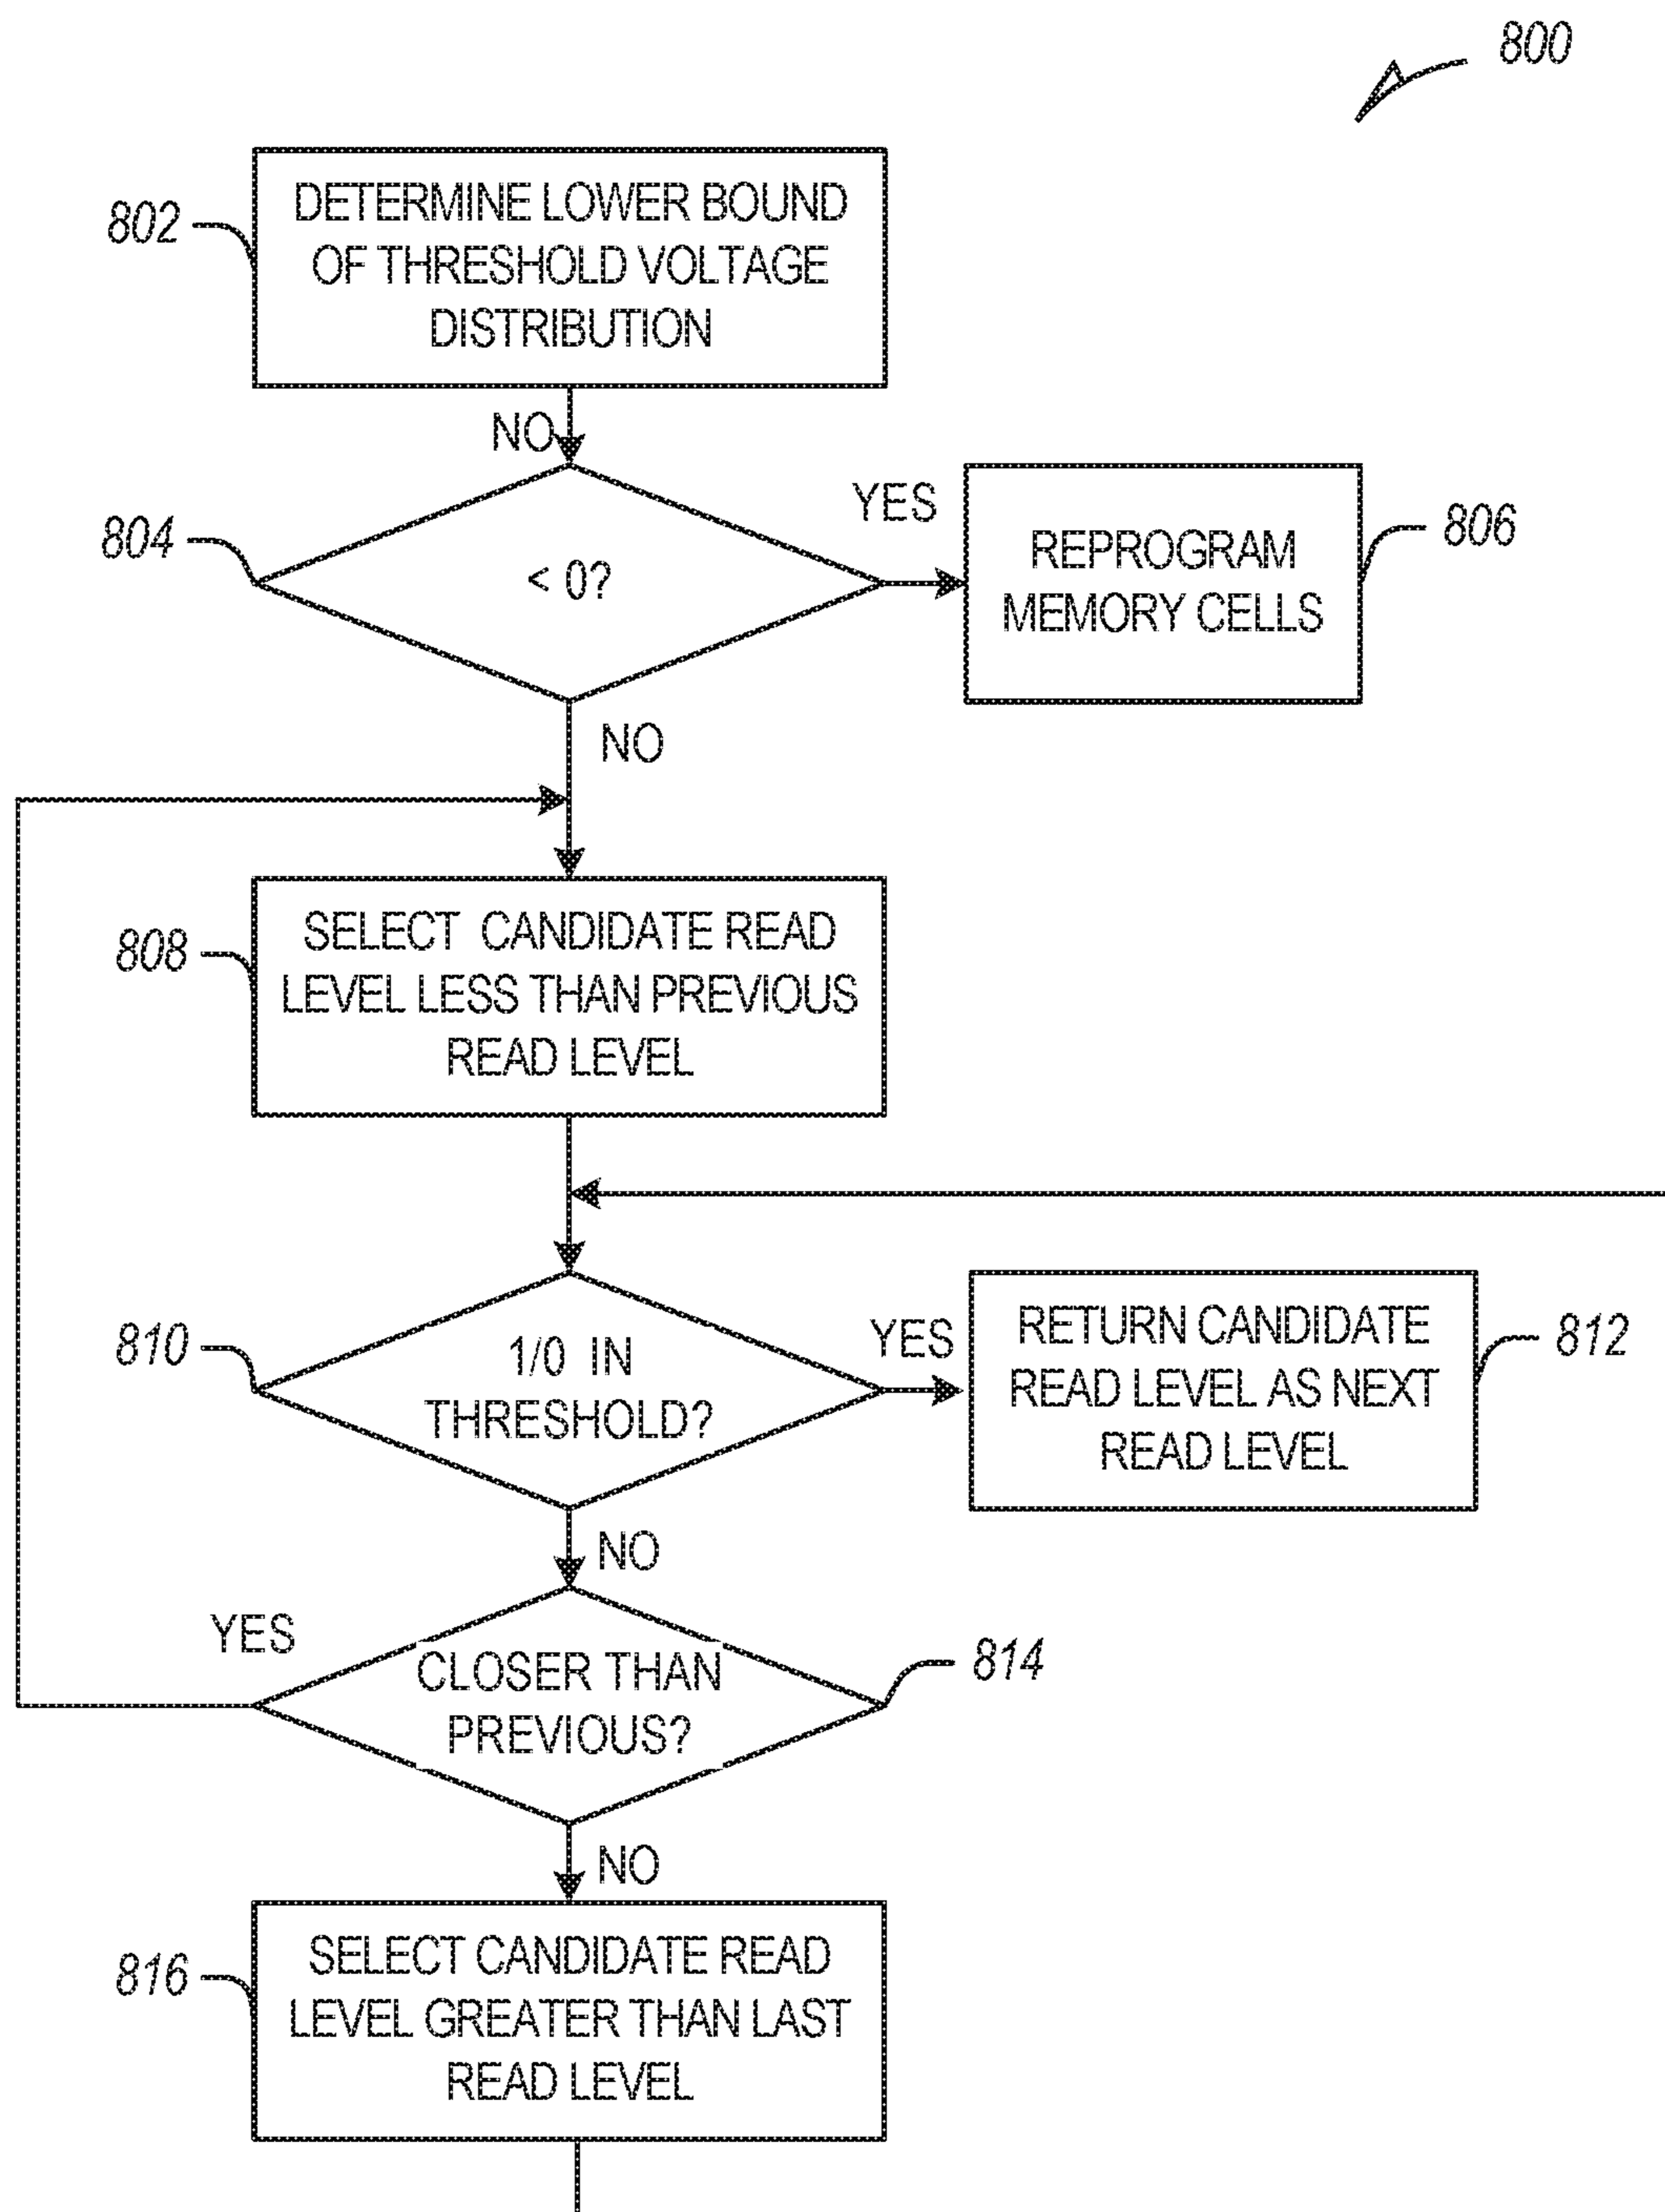 800
802
DETERMINE LOWER BOUND
OF THRESHOLD VOLTAGE
DISTRIBUTION
NO
804
< 0?
YES
REPROGRAM
MEMORY CELLS
806
NO
808
SELECT CANDIDATE READ
LEVEL LESS THAN PREVIOUS
READ LEVEL
810
1/0 IN
THRESHOLD?
YES
RETURN CANDIDATE
READ LEVEL AS NEXT
READ LEVEL
812
NO
YES
CLOSER THAN
PREVIOUS?
814
NO
816
SELECT CANDIDATE READ
LEVEL GREATER THAN LAST
READ LEVEL